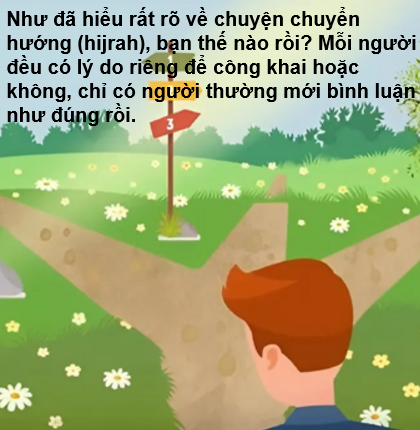 Như đã hiểu rất rõ về chuyện chuyển
hướng (hijrah), bạn thế nào rồi? Mỗi người
đều có lý do riêng để công khai hoặc
không, chỉ có người thường mới bình luận
như đúng rồi.
3